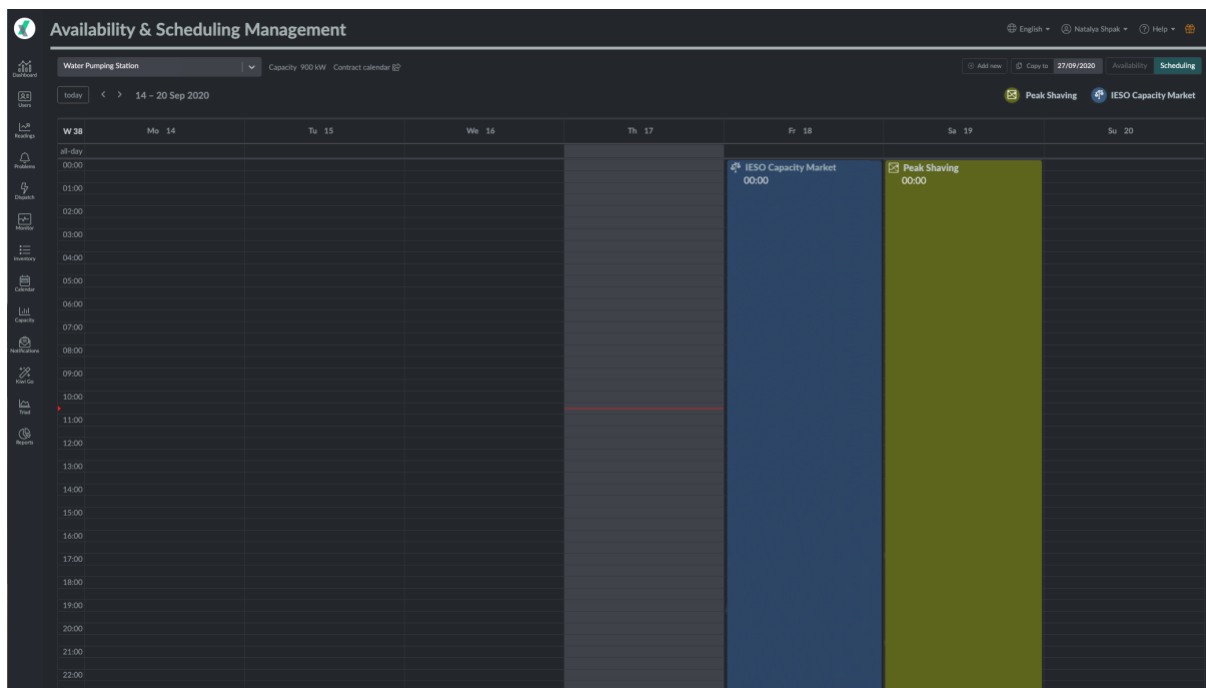 Availability & Scheduling Management
English
Natalya Shpak
Help
Water Pumping Station
Capacity 900 kW Contract calendar
Add new
Copy to 27/09/2020
Availability
Scheduling
today
14 – 20 Sep 2020
Peak Shaving
IESO Capacity Market
Dashboard
Users
Readings
Problems
Dispatch
Monitor
Inventory
Calendar
Capacity
Notifications
Kiwi Go
Triad
Reports
W 38 Mo 14 Tu 15 We 16 Th 17 Fr 18 Sa 19 Su 20
all-day
00:00
01:00
02:00
03:00
04:00
05:00
06:00
07:00
08:00
09:00
10:00
11:00
12:00
13:00
14:00
15:00
16:00
17:00
18:00
19:00
20:00
21:00
22:00
IESO Capacity Market
00:00
Peak Shaving
00:00